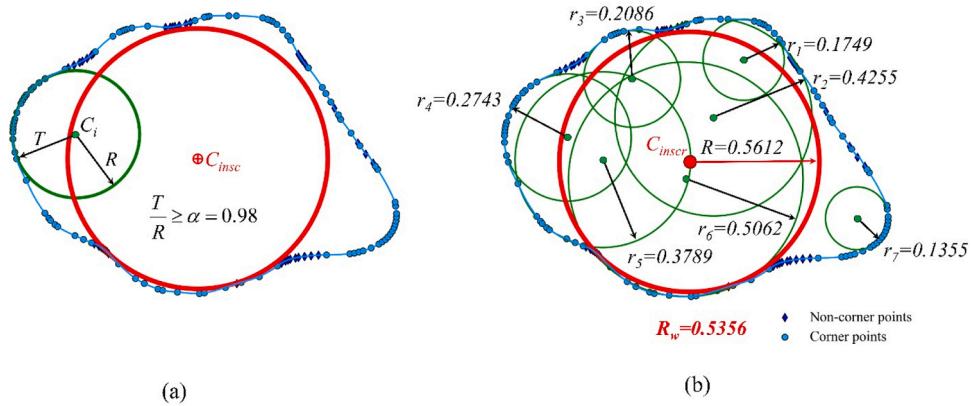 T
C_i
R
C_insc
T/R ≥ α = 0.98
(a)
r_3=0.2086
r_1=0.1749
r_2=0.4255
r_4=0.2743
C_inscr
R=0.5612
r_6=0.5062
r_5=0.3789
r_7=0.1355
R_w=0.5356
Non-corner points
Corner points
(b)